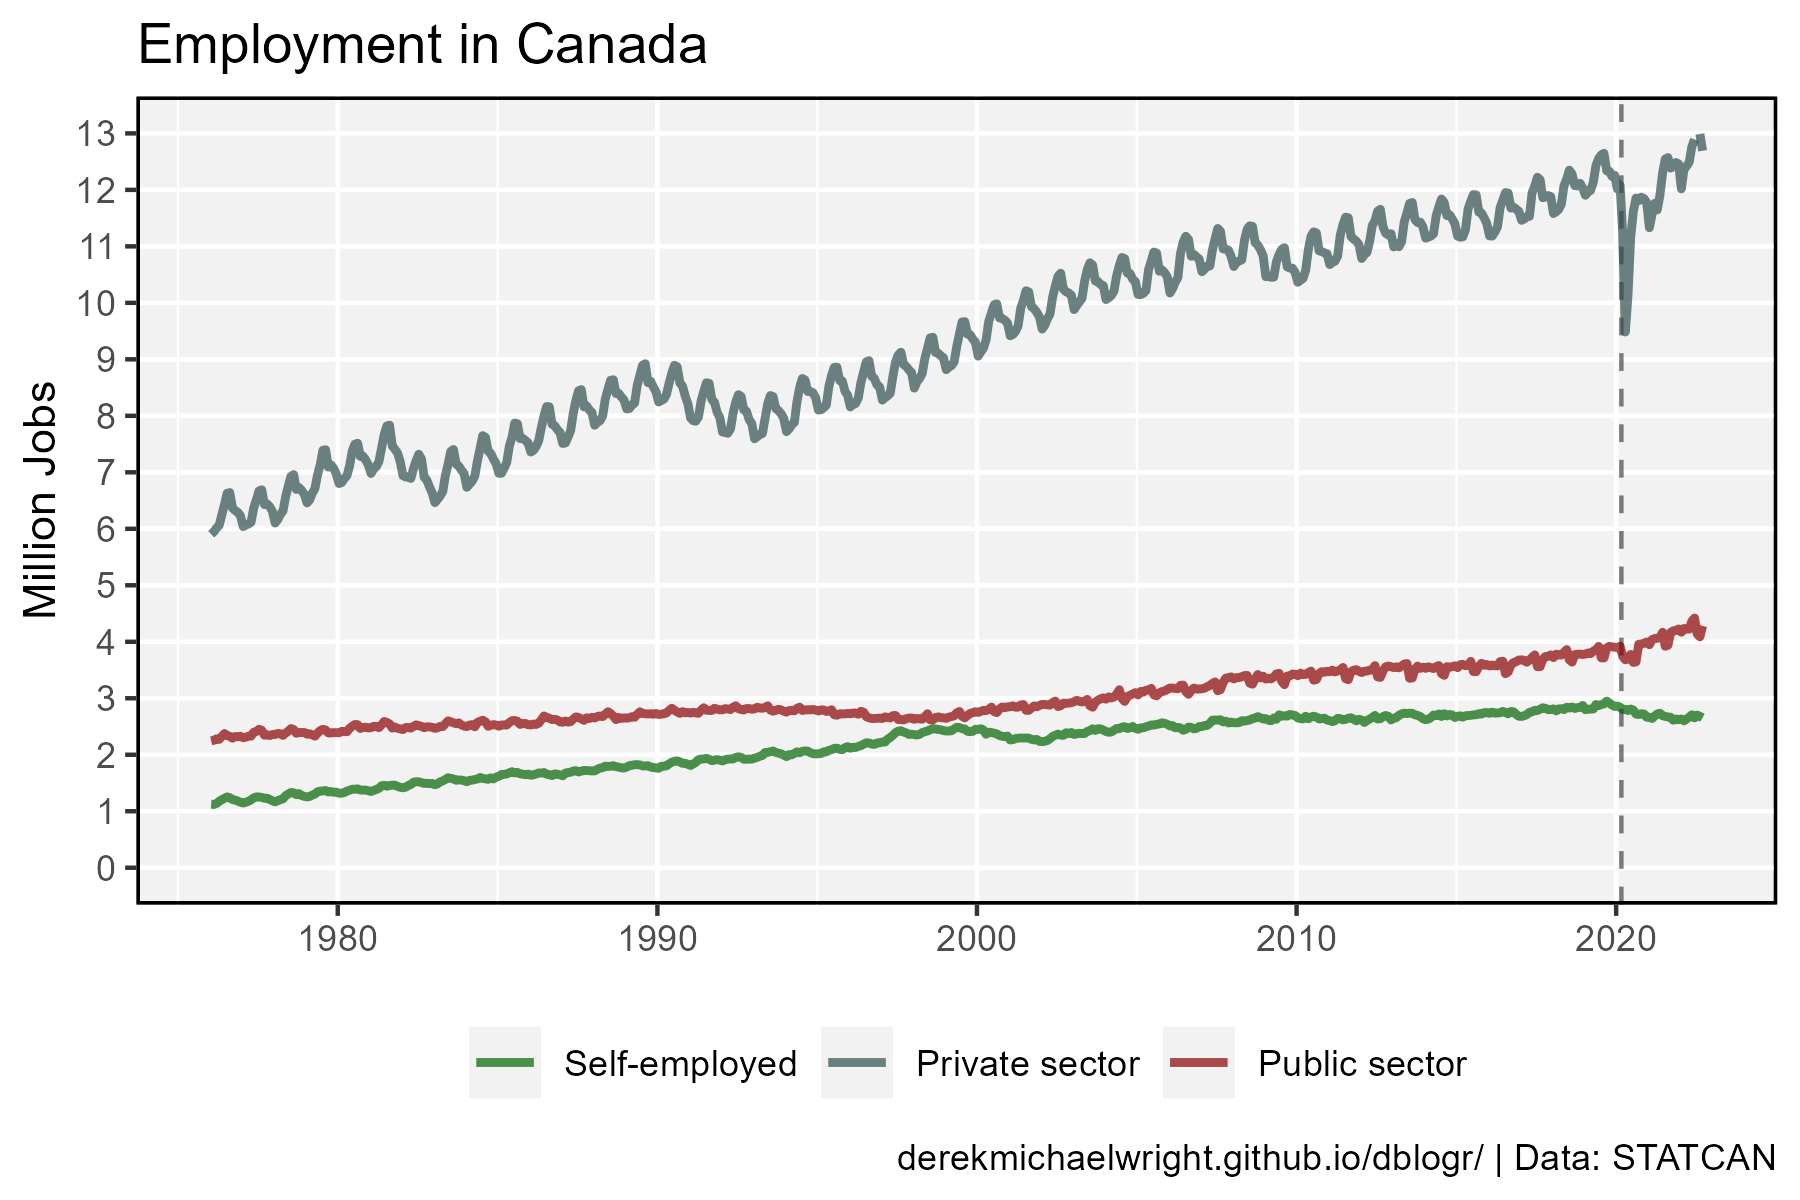 Employment in Canada
Million Jobs
13
12
11
10
9
8
7
6
5
4
3
2
1
0
1980 1990 2000 2010 2020
Self-employed Private sector Public sector
derekmichaelwright.github.io/dblogr/ | Data: STATCAN